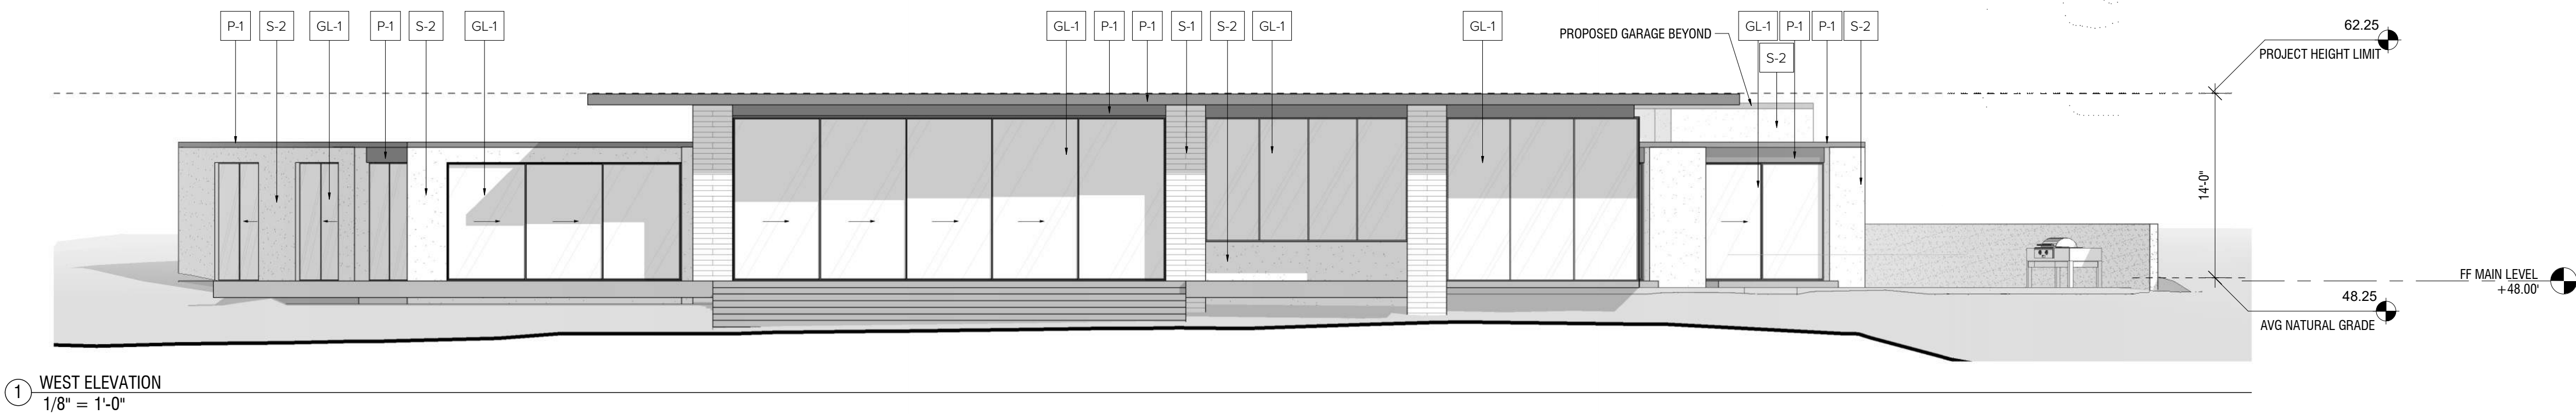 P-1 S-2 GL-1 P-1 S-2 GL-1 GL-1 P-1 P-1 S-1 S-2 GL-1 GL-1 GL-1 P-1 P-1 S-2
S-2
PROPOSED GARAGE BEYOND
62.25
PROJECT HEIGHT LIMIT
14'-0"
FF MAIN LEVEL
+48.00'
48.25
AVG NATURAL GRADE
1 WEST ELEVATION
1/8" = 1'-0"